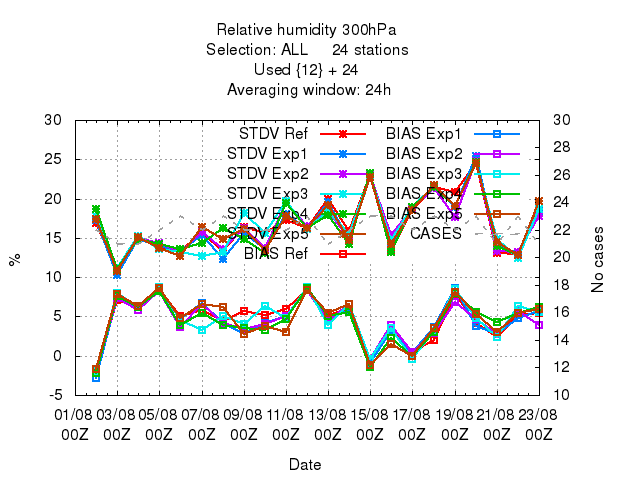 Relative humidity 300hPa
Selection: ALL 24 stations
Used {12} + 24
Averaging window: 24h
30 30
STDV Ref BIAS Exp1
28
25 STDV Exp1 BIAS Exp2
26
STDV Exp2 BIAS Exp3
20 STDV Exp3 BIAS Exp4 24
STDV Exp4 BIAS Exp5
22
15 STDV Exp5 CASES
BIAS Ref 20
10
18
5 16
14
0
12
-5 10
%
No cases
01/08 03/08 05/08 07/08 09/08 11/08 13/08 15/08 17/08 19/08 21/08 23/08
00Z 00Z 00Z 00Z 00Z 00Z 00Z 00Z 00Z 00Z 00Z 00Z
Date